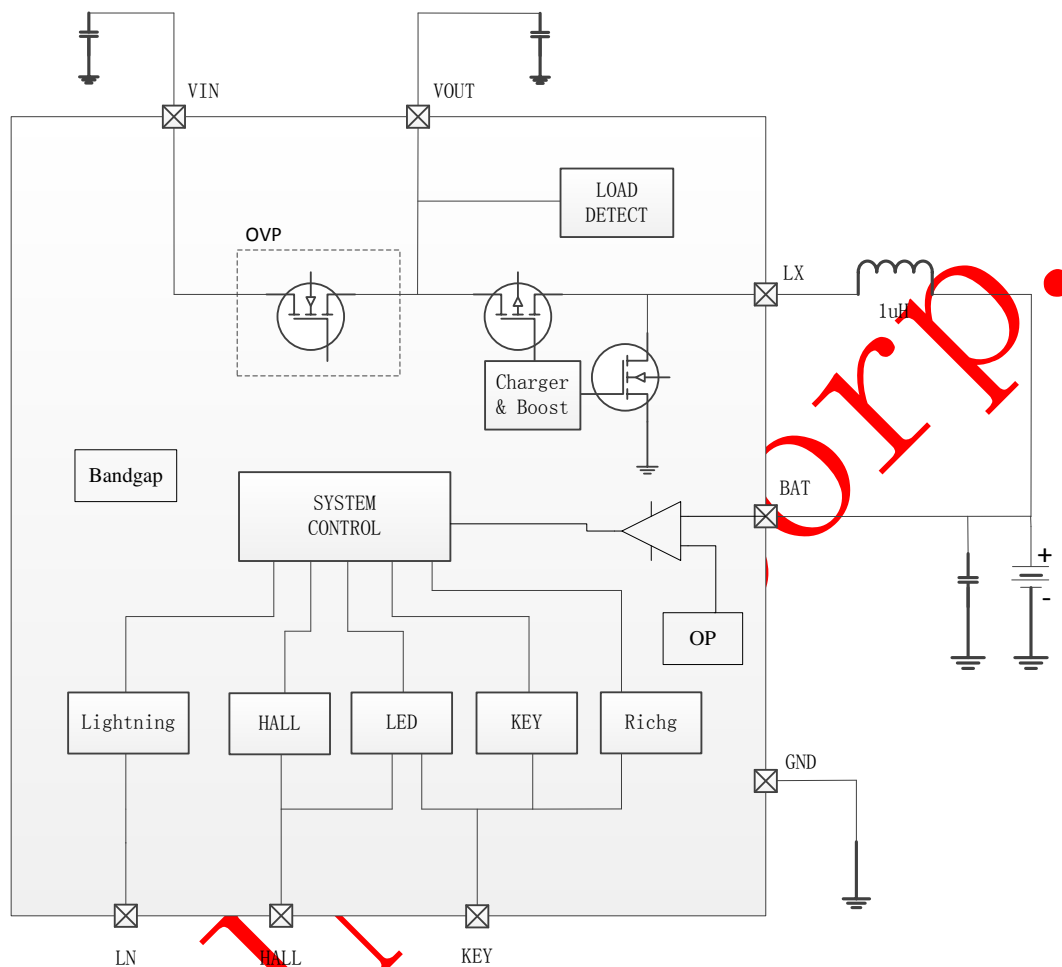 VIN
VOUT
LOAD
DETECT
OVP
LX
1uH
Charger
& Boost
Bandgap
SYSTEM
CONTROL
BAT
+
-
OP
Lightning
HALL
LED
KEY
Richg
GND
LN
HALL
KEY
orp.